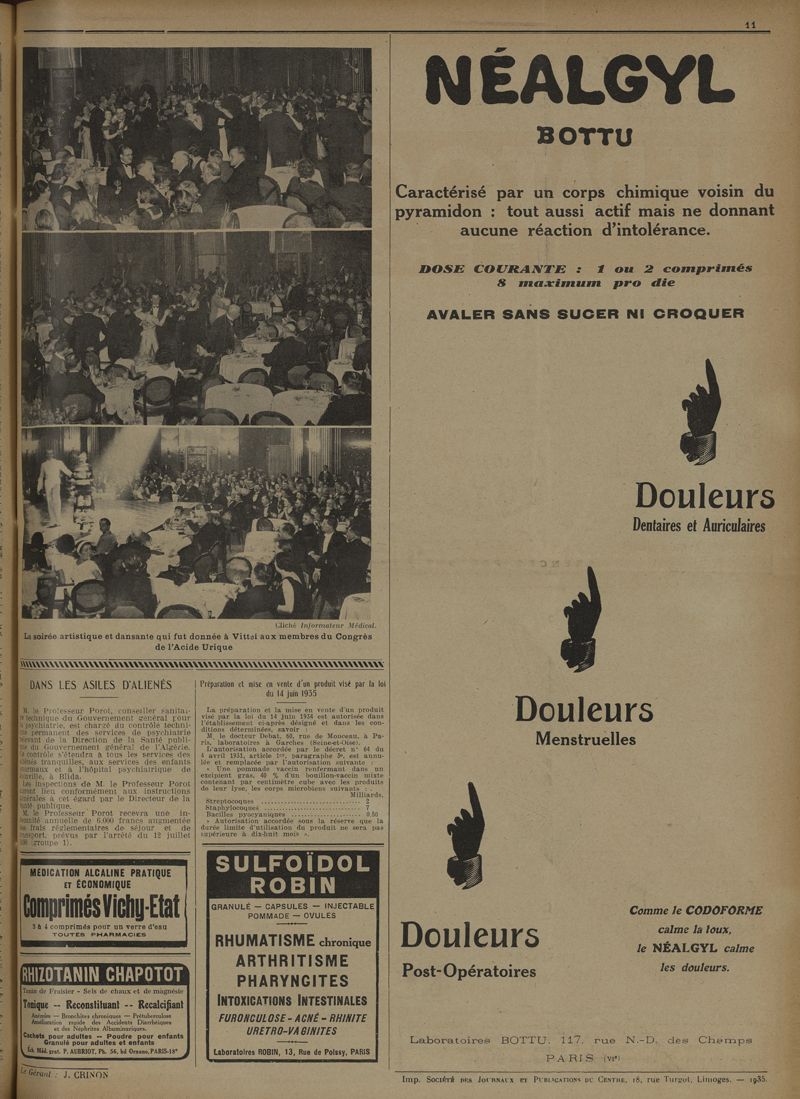 11
Cliché Informateur Médical.
La soirée artistique et dansante qui fut donnée à Vittel aux membres du Congrès
de l'Acide Urique
DANS LES ASILES D'ALIENÉS
M. le Professeur Porot, conseiller
technique du Gouvernement général pour
psychiatrie, est chargé du contrôle
permanent des services de psychiatrie
de la Direction de la Santé
du Gouvernement général de l'Algérie.
contrôle s'étendra à tous les services des
tranquilles, aux services des enfants
et à l'hôpital psychiatrique de
à Blida.
inspections de M. le Professeur Porot
lieu conformément aux instructions
à cet égard par le Directeur de la
publique.
M. le Professeur Porot recevra une
annuelle de 6.000 francs augmentée
frais réglementaires de séjour et de
prévus par l'arrêté du 12 juillet
(groupe 1).
Préparation et mise en vente d'un produit visé par la loi
du 14 juin 1935
La préparation et la mise en vente d'un produit
visé par la loi du 14 juin 1934 est autorisée dans
l'établissement ci-après désigné et dans les con-
ditions déterminées, savoir :
M. le docteur Debat, 60, rue de Monceau, à Pa-
ris, laboratoires à Garches (Seine-et-Oise).
L'autorisation accordée par le décret n° 64 du
4 avril 1931, article 1er, paragraphe 5e, est annu-
lée et remplacée par l'autorisation suivante :
« Une pommade vaccin renfermant dans un
excipient gras, 40 % d'un bouillon-vaccin mixte
contenant par centimètre cube avec les produits
de leur lyse, les corps microbiens suivants :
Milliards.
Streptocoques ........ 2
Staphylocoques ........ 7
Bacilles pyocyaniques ........ 0,50
« Autorisation accordée sous la réserve que la
durée limite d'utilisation du produit ne sera pas
supérieure à dix-huit mois ».
MÉDICATION ALCALINE PRATIQUE
ET ÉCONOMIQUE
Comprimés Vichy-Etat
3 à 4 comprimés pour un verre d'eau
TOUTES PHARMACIES
RHIZOTANIN CHAPOTOT
Tanin de Fraisier - Sels de chaux et de magnésie
Tonique -- Reconstituant -- Recalcifiant
Anémies — Bronchites chroniques — Prétuberculose
Amélioration rapide des Accidents Diarrhéiques
et des Néphrites Albuminuriques.
Cachets pour adultes — Poudre pour enfants
Granulé pour adultes et enfants
P. AUBRIOT, Ph. 56, bd Ornano, PARIS-18e
Le Gérant : J. CRINON
SULFOÏDOL
ROBIN
GRANULÉ — CAPSULES — INJECTABLE
POMMADE — OVULES
RHUMATISME chronique
ARTHRITISME
PHARYNGITES
INTOXICATIONS INTESTINALES
FURONCULOSE - ACNÉ - RHINITE
URETRO-VAGINITES
Laboratoires ROBIN, 13, Rue de Poissy, PARIS
NÉALGYL
BOTTU
Caractérisé par un corps chimique voisin du
pyramidon : tout aussi actif mais ne donnant
aucune réaction d'intolérance.
DOSE COURANTE : 1 ou 2 comprimés
8 maximum pro die
AVALER SANS SUCER NI CROQUER
Douleurs
Dentaires et Auriculaires
Douleurs
Menstruelles
Douleurs
Post-Opératoires
Comme le CODOFORME
calme la toux,
le NÉALGYL calme
les douleurs.
Laboratoires BOTTU, 117, rue N.-D. des Champs
PARIS (VIe)
Imp. Société des Journaux et Publications du Centre, 18, rue Turgot, Limoges. — 1935.